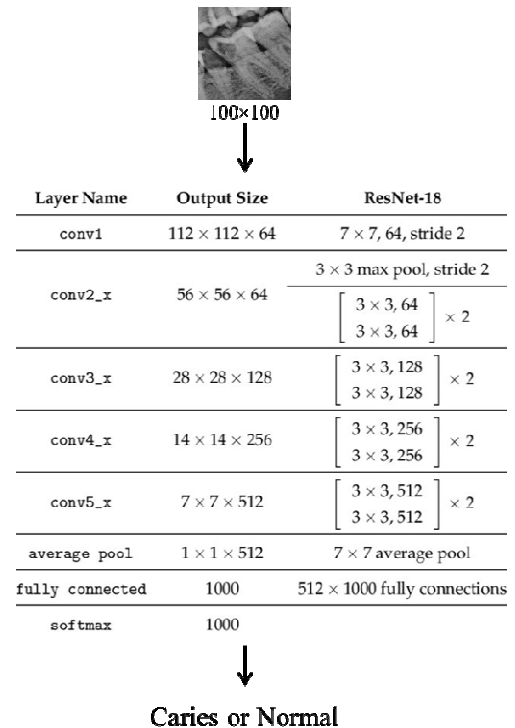 100×100
Layer Name Output Size ResNet-18
conv1 112 × 112 × 64 7 × 7, 64, stride 2
3 × 3 max pool, stride 2
conv2_x 56 × 56 × 64 [ 3 × 3, 64
3 × 3, 64 ] × 2
conv3_x 28 × 28 × 128 [ 3 × 3, 128
3 × 3, 128 ] × 2
conv4_x 14 × 14 × 256 [ 3 × 3, 256
3 × 3, 256 ] × 2
conv5_x 7 × 7 × 512 [ 3 × 3, 512
3 × 3, 512 ] × 2
average pool 1 × 1 × 512 7 × 7 average pool
fully connected 1000 512 × 1000 fully connections
softmax 1000
Caries or Normal